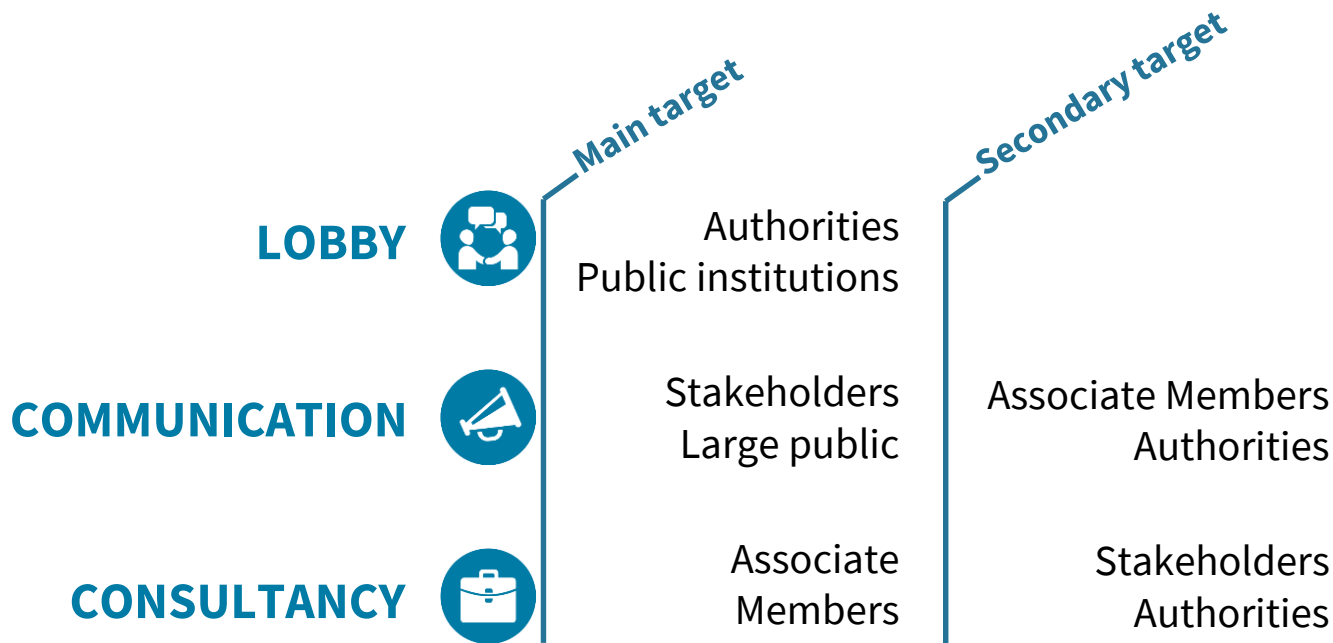 Main target
Secondary target
LOBBY
Authorities
Public institutions
COMMUNICATION
Stakeholders
Large public
Associate Members
Authorities
CONSULTANCY
Associate
Members
Stakeholders
Authorities